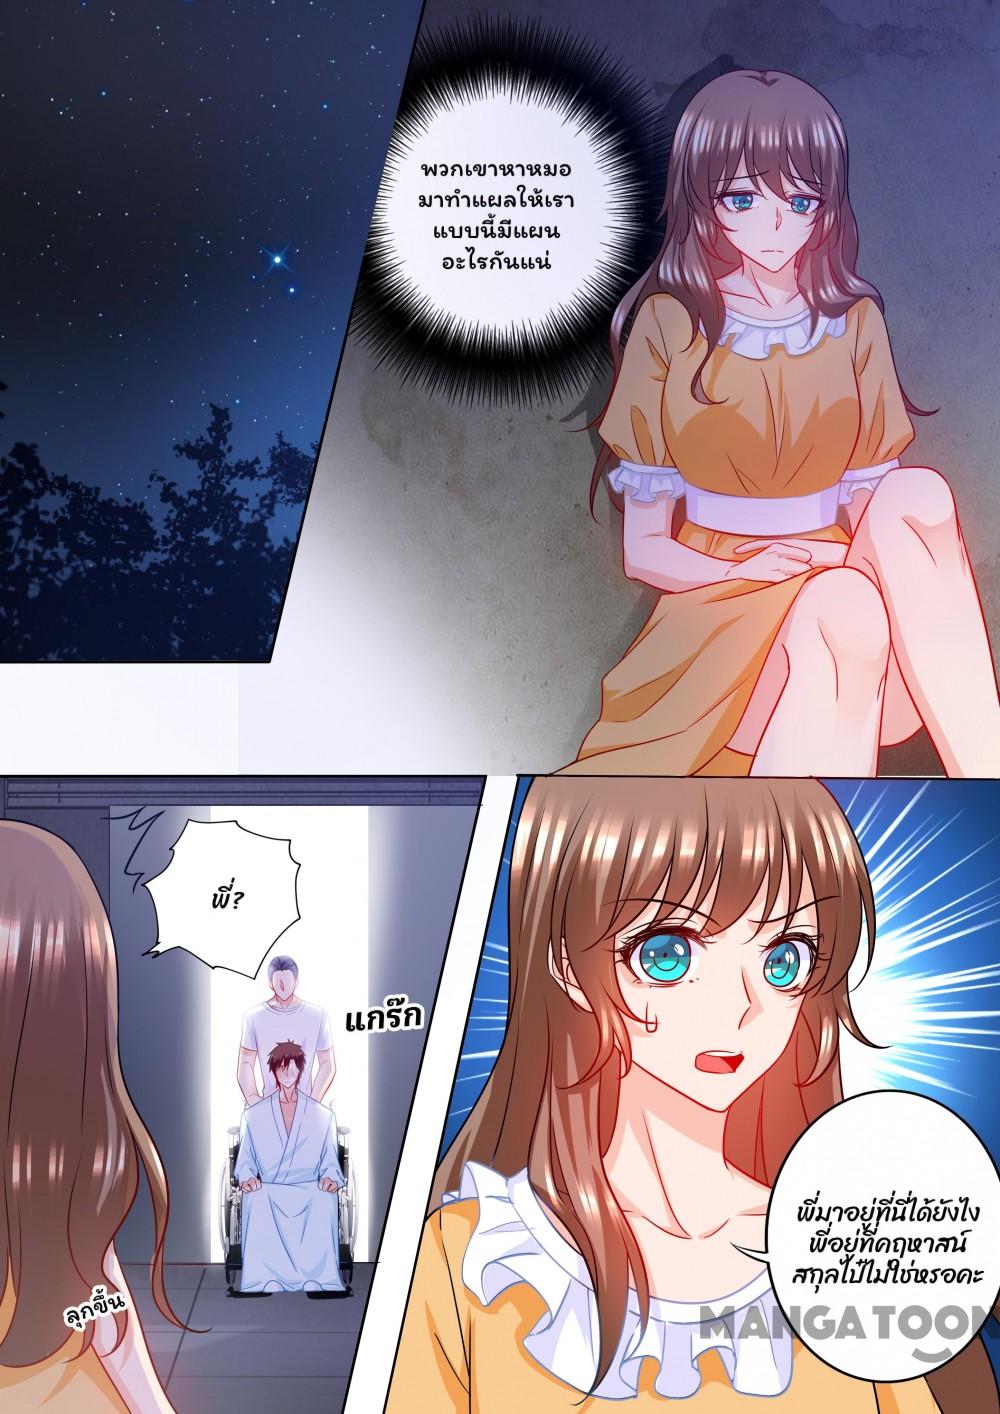 พวกเขาหาหมอ
มาทำแผลให้เรา
แบบนี้มีแผน
อะไรกันแน่
พี่?
แกร๊ก
ลุกขึ้น
พี่มาอยู่ที่นี่ได้ยังไง
พี่อยู่ที่คฤหาสน์
สกุลไป๋ไม่ใช่หรอคะ
MANGATOON